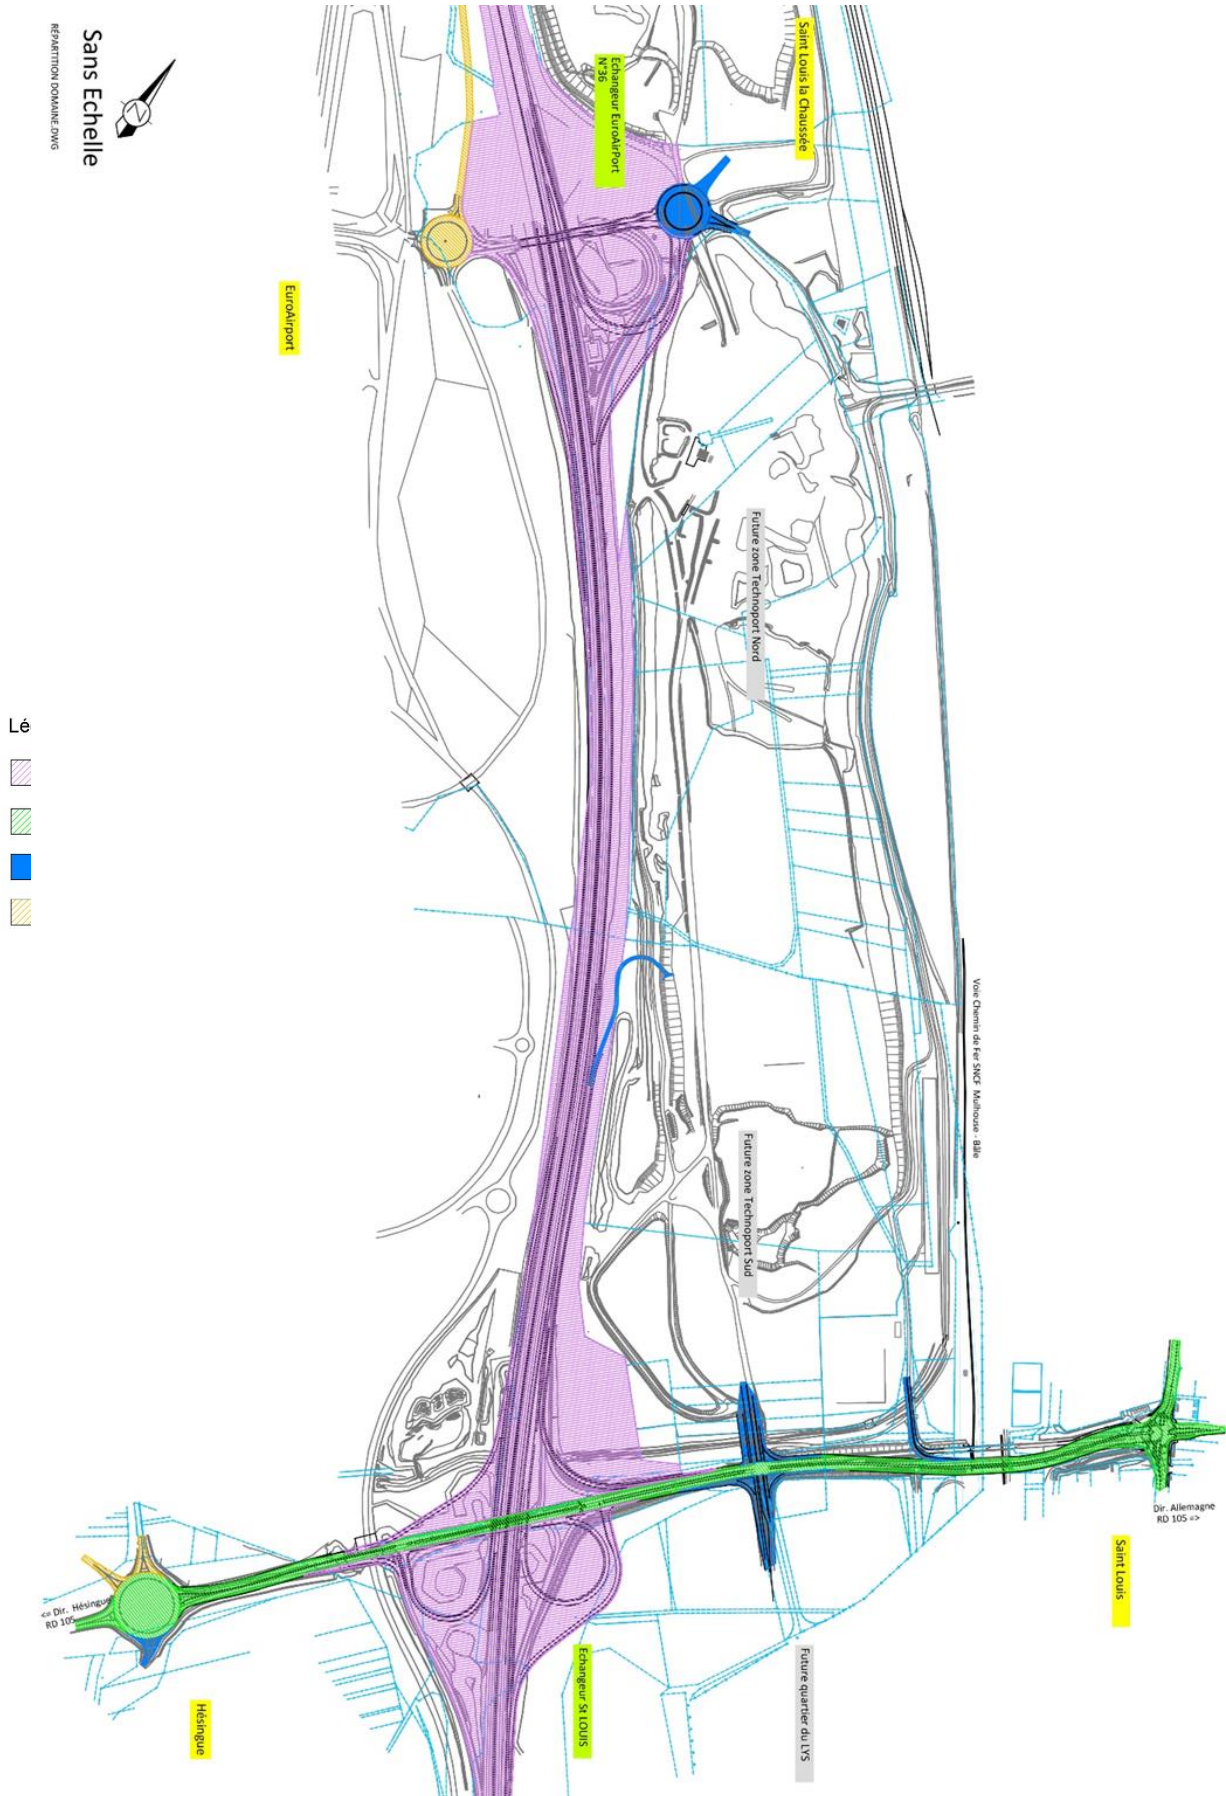 Sans Echelle
RÉPARTITION DOMAINE.DWG
Saint Louis la Chaussée
Echangeur EuroAirPort
N°36
EuroAirport
Future zone Technoport Nord
Lé
Voie Chemin de Fer SNCF Mulhouse - Bâle
Future zone Technoport Sud
Dir. Allemagne
RD 105 =>
Saint Louis
<= Dir. Hésingue
RD 105
Hésingue
Echangeur St LOUIS
Future quartier du LYS